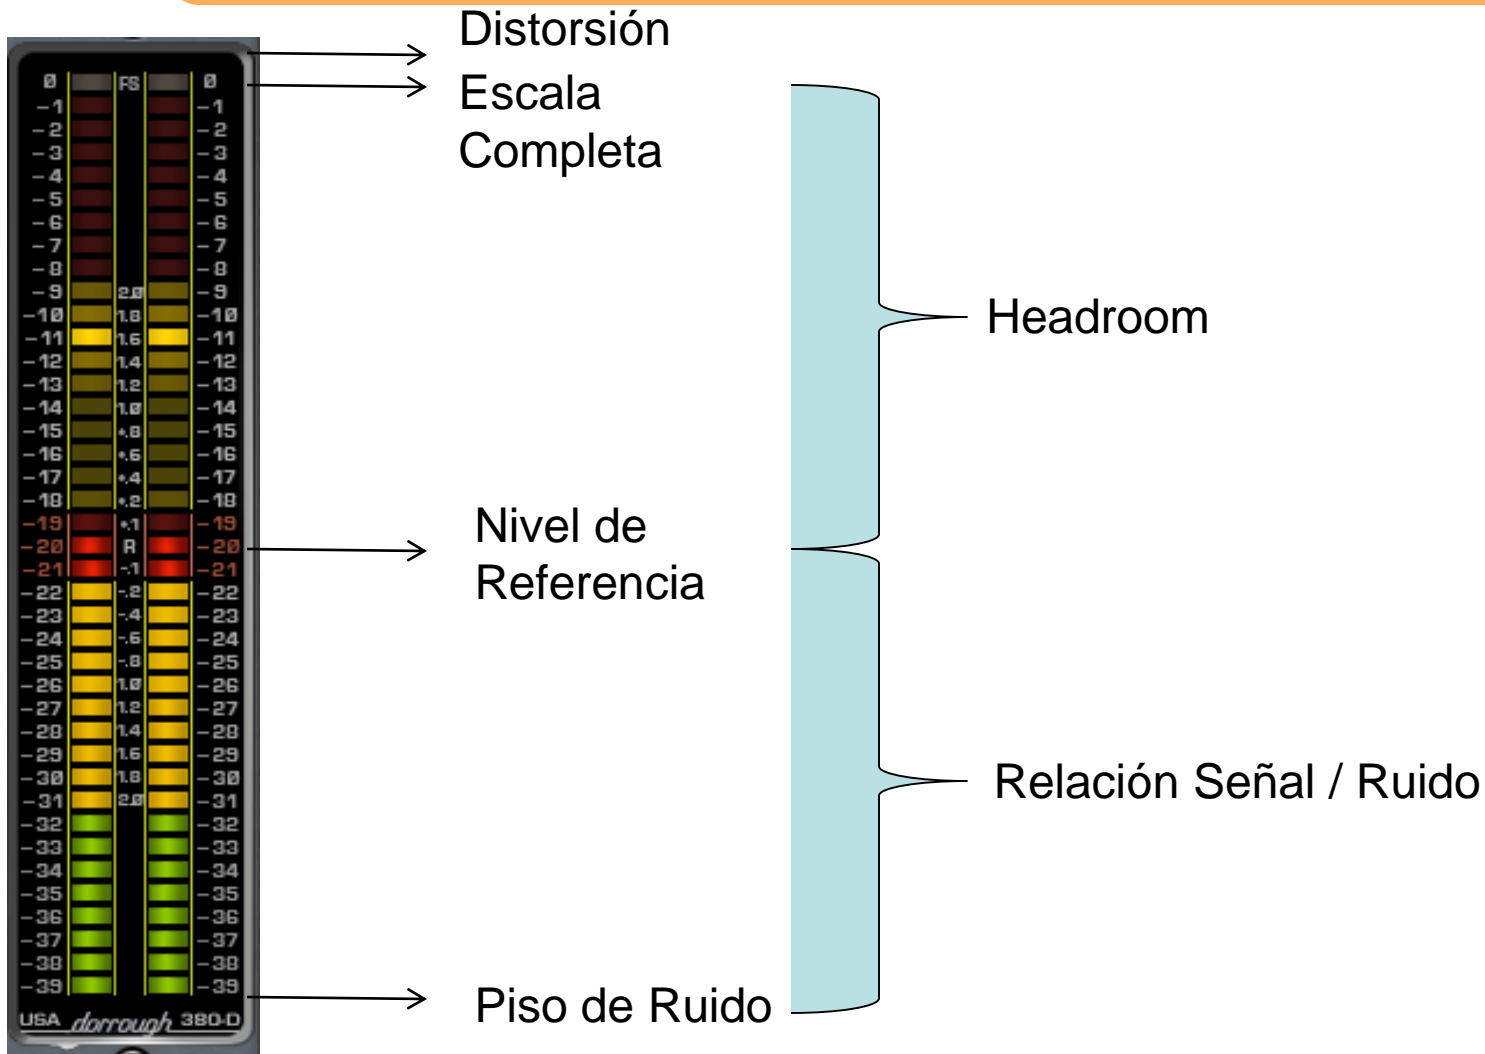 Distorsión
Escala
Completa
Headroom
Nivel de
Referencia
Relación Señal / Ruido
Piso de Ruido
0 FS 0
-1 -1
-2 -2
-3 -3
-4 -4
-5 -5
-6 -6
-7 -7
-8 -8
-9 2.0 -9
-10 1.8 -10
-11 1.6 -11
-12 1.4 -12
-13 1.2 -13
-14 1.0 -14
-15 +.8 -15
-16 +.6 -16
-17 +.4 -17
-18 +.2 -18
-19 +.1 -19
-20 R -20
-21 -.1 -21
-22 -.2 -22
-23 -.4 -23
-24 -.6 -24
-25 -.8 -25
-26 1.0 -26
-27 1.2 -27
-28 1.4 -28
-29 1.6 -29
-30 1.8 -30
-31 2.0 -31
-32 -32
-33 -33
-34 -34
-35 -35
-36 -36
-37 -37
-38 -38
-39 -39
USA dorrough 380-D